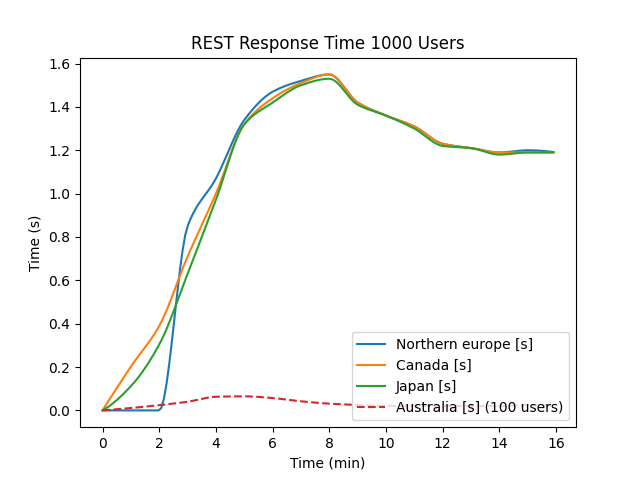 REST Response Time 1000 Users
Time (s)
1.6
1.4
1.2
1.0
0.8
0.6
0.4
0.2
0.0
Northern europe [s]
Canada [s]
Japan [s]
Australia [s] (100 users)
0 2 4 6 8 10 12 14 16
Time (min)